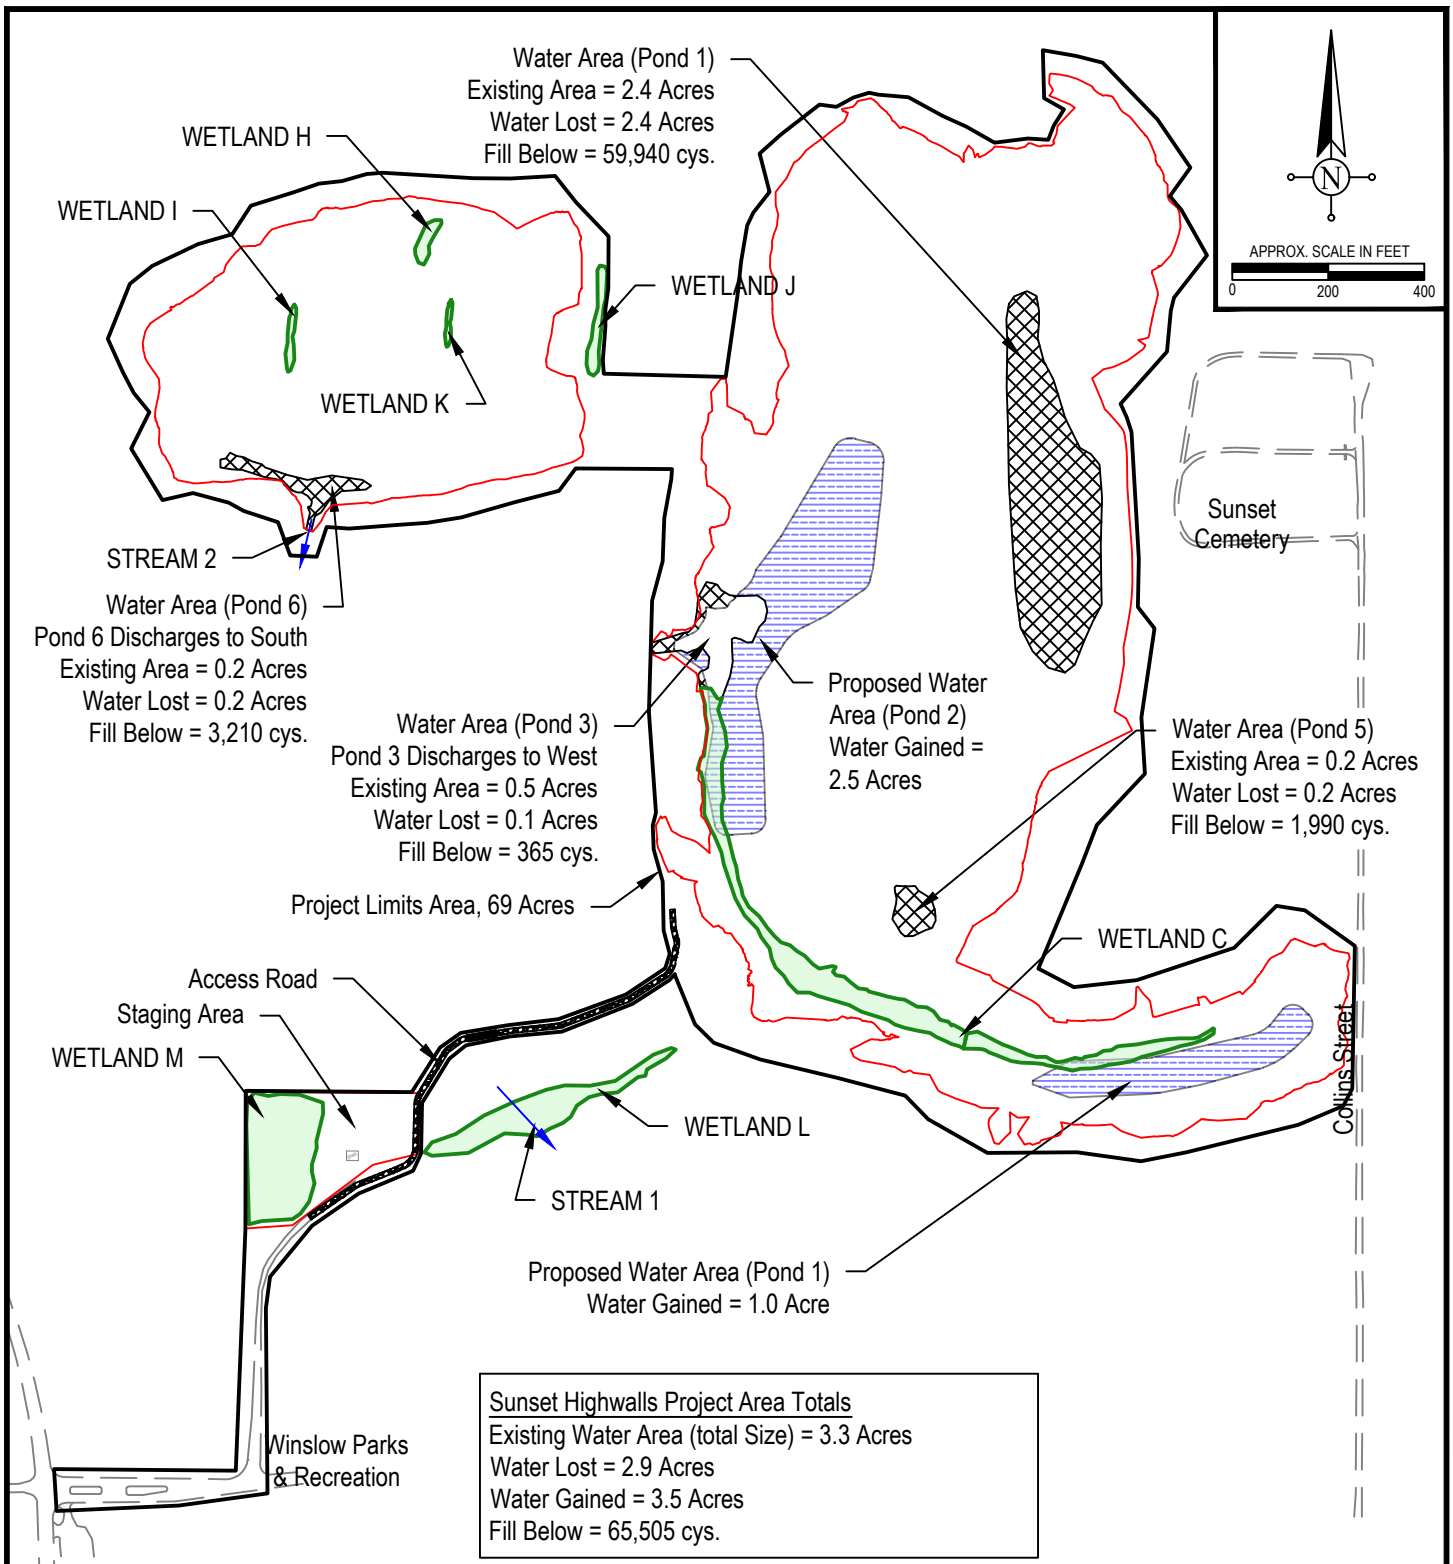 Water Area (Pond 1)
Existing Area = 2.4 Acres
Water Lost = 2.4 Acres
Fill Below = 59,940 cys.
N
APPROX. SCALE IN FEET
0 200 400
WETLAND H
WETLAND I
WETLAND J
WETLAND K
Sunset
Cemetery
STREAM 2
Water Area (Pond 6)
Pond 6 Discharges to South
Existing Area = 0.2 Acres
Water Lost = 0.2 Acres
Fill Below = 3,210 cys.
Water Area (Pond 3)
Pond 3 Discharges to West
Existing Area = 0.5 Acres
Water Lost = 0.1 Acres
Fill Below = 365 cys.
Proposed Water
Area (Pond 2)
Water Gained =
2.5 Acres
Water Area (Pond 5)
Existing Area = 0.2 Acres
Water Lost = 0.2 Acres
Fill Below = 1,990 cys.
Project Limits Area, 69 Acres
WETLAND C
Access Road
Staging Area
WETLAND M
Collins Street
WETLAND L
STREAM 1
Proposed Water Area (Pond 1)
Water Gained = 1.0 Acre
Winslow Parks
& Recreation
Sunset Highwalls Project Area Totals
Existing Water Area (total Size) = 3.3 Acres
Water Lost = 2.9 Acres
Water Gained = 3.5 Acres
Fill Below = 65,505 cys.